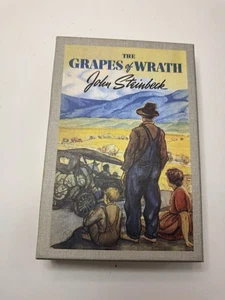 THE
GRAPES of WRATH
John Steinbeck